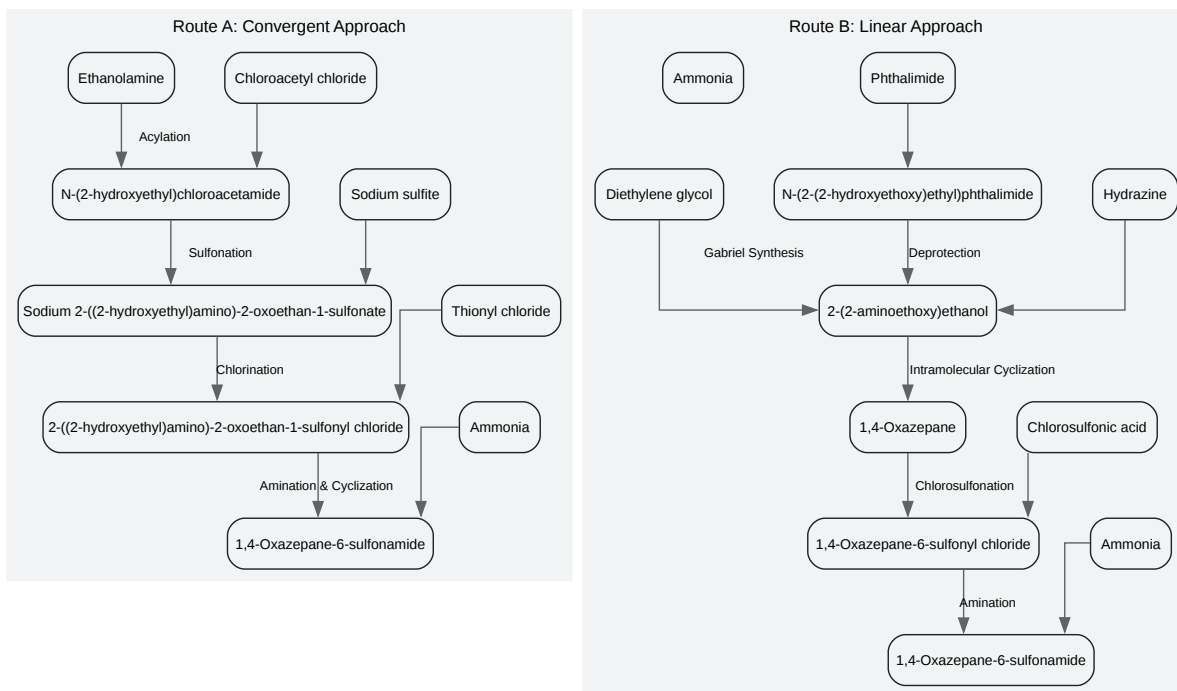 Route A: Convergent Approach
Ethanolamine
Chloroacetyl chloride
Acylation
N-(2-hydroxyethyl)chloroacetamide
Sodium sulfite
Sulfonation
Sodium 2-((2-hydroxyethyl)amino)-2-oxoethan-1-sulfonate
Thionyl chloride
Chlorination
2-((2-hydroxyethyl)amino)-2-oxoethan-1-sulfonyl chloride
Ammonia
Amination & Cyclization
1,4-Oxazepane-6-sulfonamide
Route B: Linear Approach
Ammonia
Phthalimide
Diethylene glycol
N-(2-(2-hydroxyethoxy)ethyl)phthalimide
Hydrazine
Gabriel Synthesis
Deprotection
2-(2-aminoethoxy)ethanol
Intramolecular Cyclization
1,4-Oxazepane
Chlorosulfonic acid
Chlorosulfonation
1,4-Oxazepane-6-sulfonyl chloride
Ammonia
Amination
1,4-Oxazepane-6-sulfonamide